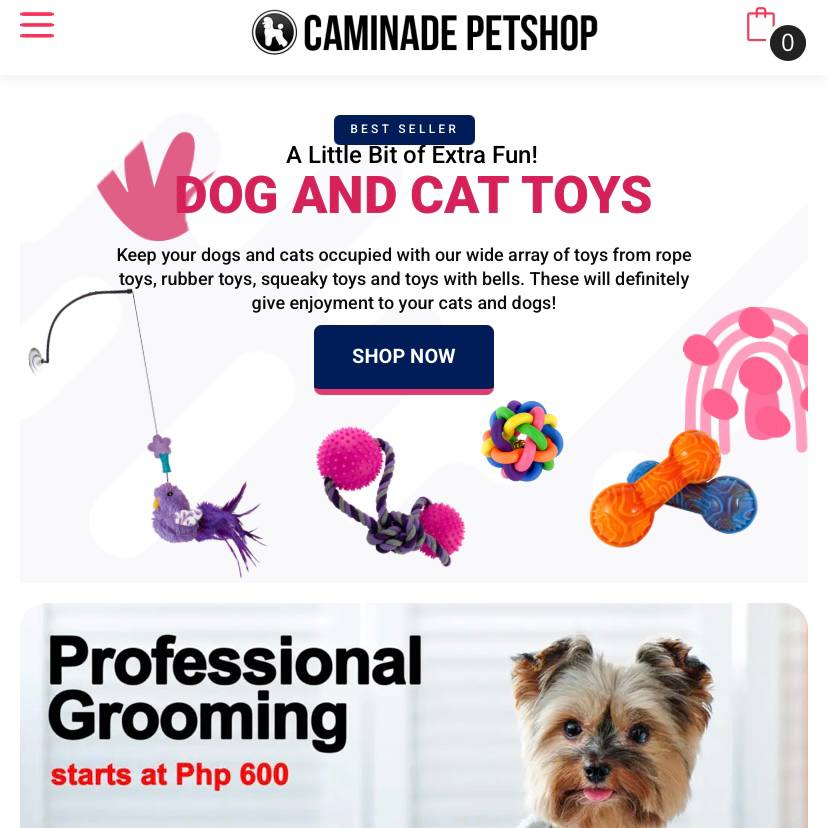 CAMINADE PETSHOP
0
BEST SELLER
A Little Bit of Extra Fun!
DOG AND CAT TOYS
Keep your dogs and cats occupied with our wide array of toys from rope
toys, rubber toys, squeaky toys and toys with bells. These will definitely
give enjoyment to your cats and dogs!
SHOP NOW
Professional
Grooming
starts at Php 600